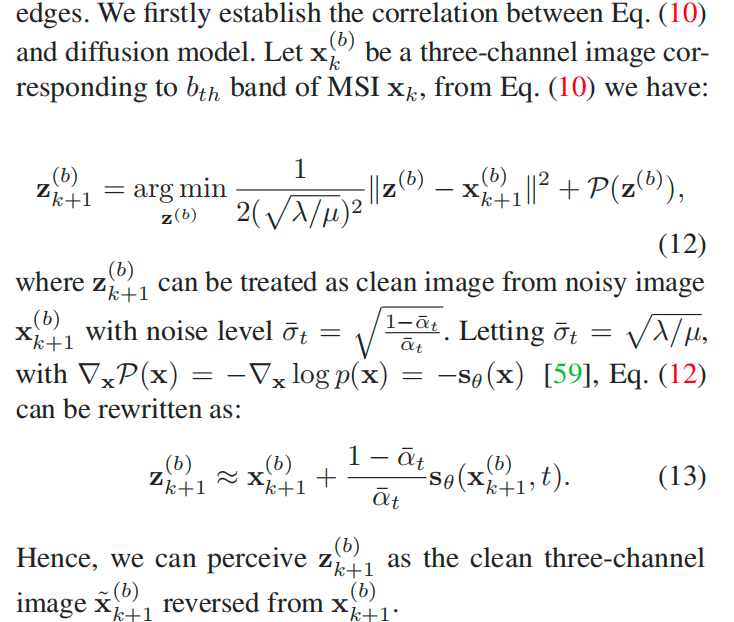 edges. We firstly establish the correlation between Eq. (10)
and diffusion model. Let $\mathbf{x}_k^{(b)}$ be a three-channel image cor-
responding to $b_{th}$ band of MSI $\mathbf{x}_k$, from Eq. (10) we have:
$\mathbf{z}_{k+1}^{(b)} = \underset{\mathbf{z}^{(b)}}{\arg\min} \frac{1}{2(\sqrt{\lambda/\mu})^2} \|\mathbf{z}^{(b)} - \mathbf{x}_{k+1}^{(b)}\|^2 + \mathcal{P}(\mathbf{z}^{(b)}),$
(12)
where $\mathbf{z}_{k+1}^{(b)}$ can be treated as clean image from noisy image
$\mathbf{x}_{k+1}^{(b)}$ with noise level $\bar{\sigma}_t = \sqrt{\frac{1-\bar{\alpha}_t}{\bar{\alpha}_t}}$. Letting $\bar{\sigma}_t = \sqrt{\lambda/\mu}$,
with $\nabla_{\mathbf{x}} \mathcal{P}(\mathbf{x}) = -\nabla_{\mathbf{x}} \log p(\mathbf{x}) = -\mathbf{s}_\theta(\mathbf{x})$ [59], Eq. (12)
can be rewritten as:
$\mathbf{z}_{k+1}^{(b)} \approx \mathbf{x}_{k+1}^{(b)} + \frac{1-\bar{\alpha}_t}{\bar{\alpha}_t} \mathbf{s}_\theta(\mathbf{x}_{k+1}^{(b)}, t).$ (13)
Hence, we can perceive $\mathbf{z}_{k+1}^{(b)}$ as the clean three-channel
image $\tilde{\mathbf{x}}_{k+1}^{(b)}$ reversed from $\mathbf{x}_{k+1}^{(b)}$.